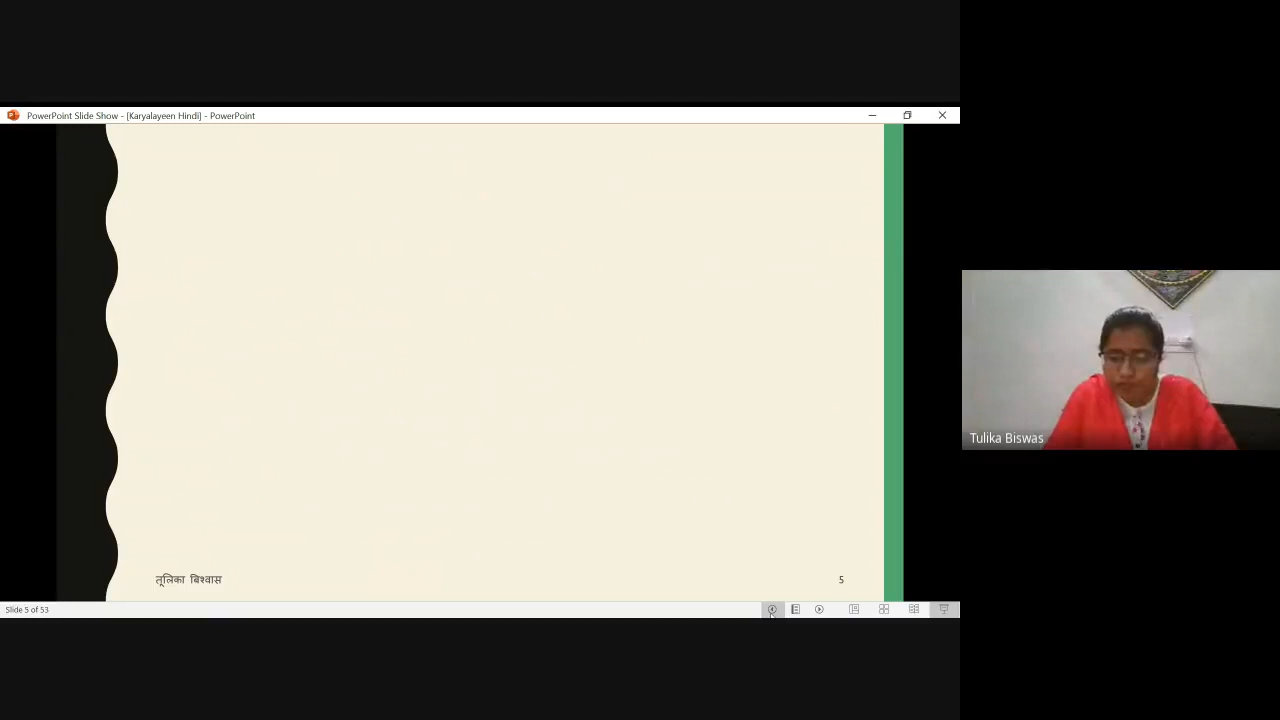 PowerPoint Slide Show - [Karyalayeen Hindi] - PowerPoint
Tulika Biswas
तूलिका बिश्वास
5
Slide 5 of 53